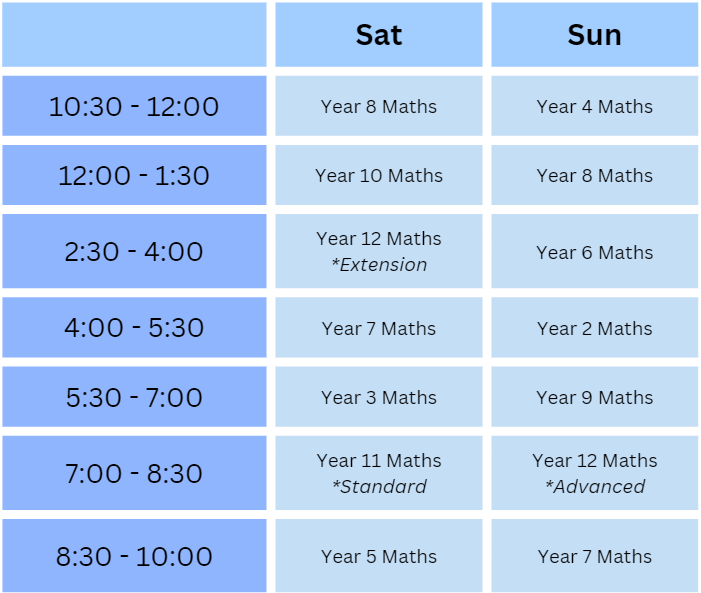 Sat Sun
10:30 - 12:00 Year 8 Maths Year 4 Maths
12:00 - 1:30 Year 10 Maths Year 8 Maths
2:30 - 4:00 Year 12 Maths *Extension Year 6 Maths
4:00 - 5:30 Year 7 Maths Year 2 Maths
5:30 - 7:00 Year 3 Maths Year 9 Maths
7:00 - 8:30 Year 11 Maths *Standard Year 12 Maths *Advanced
8:30 - 10:00 Year 5 Maths Year 7 Maths